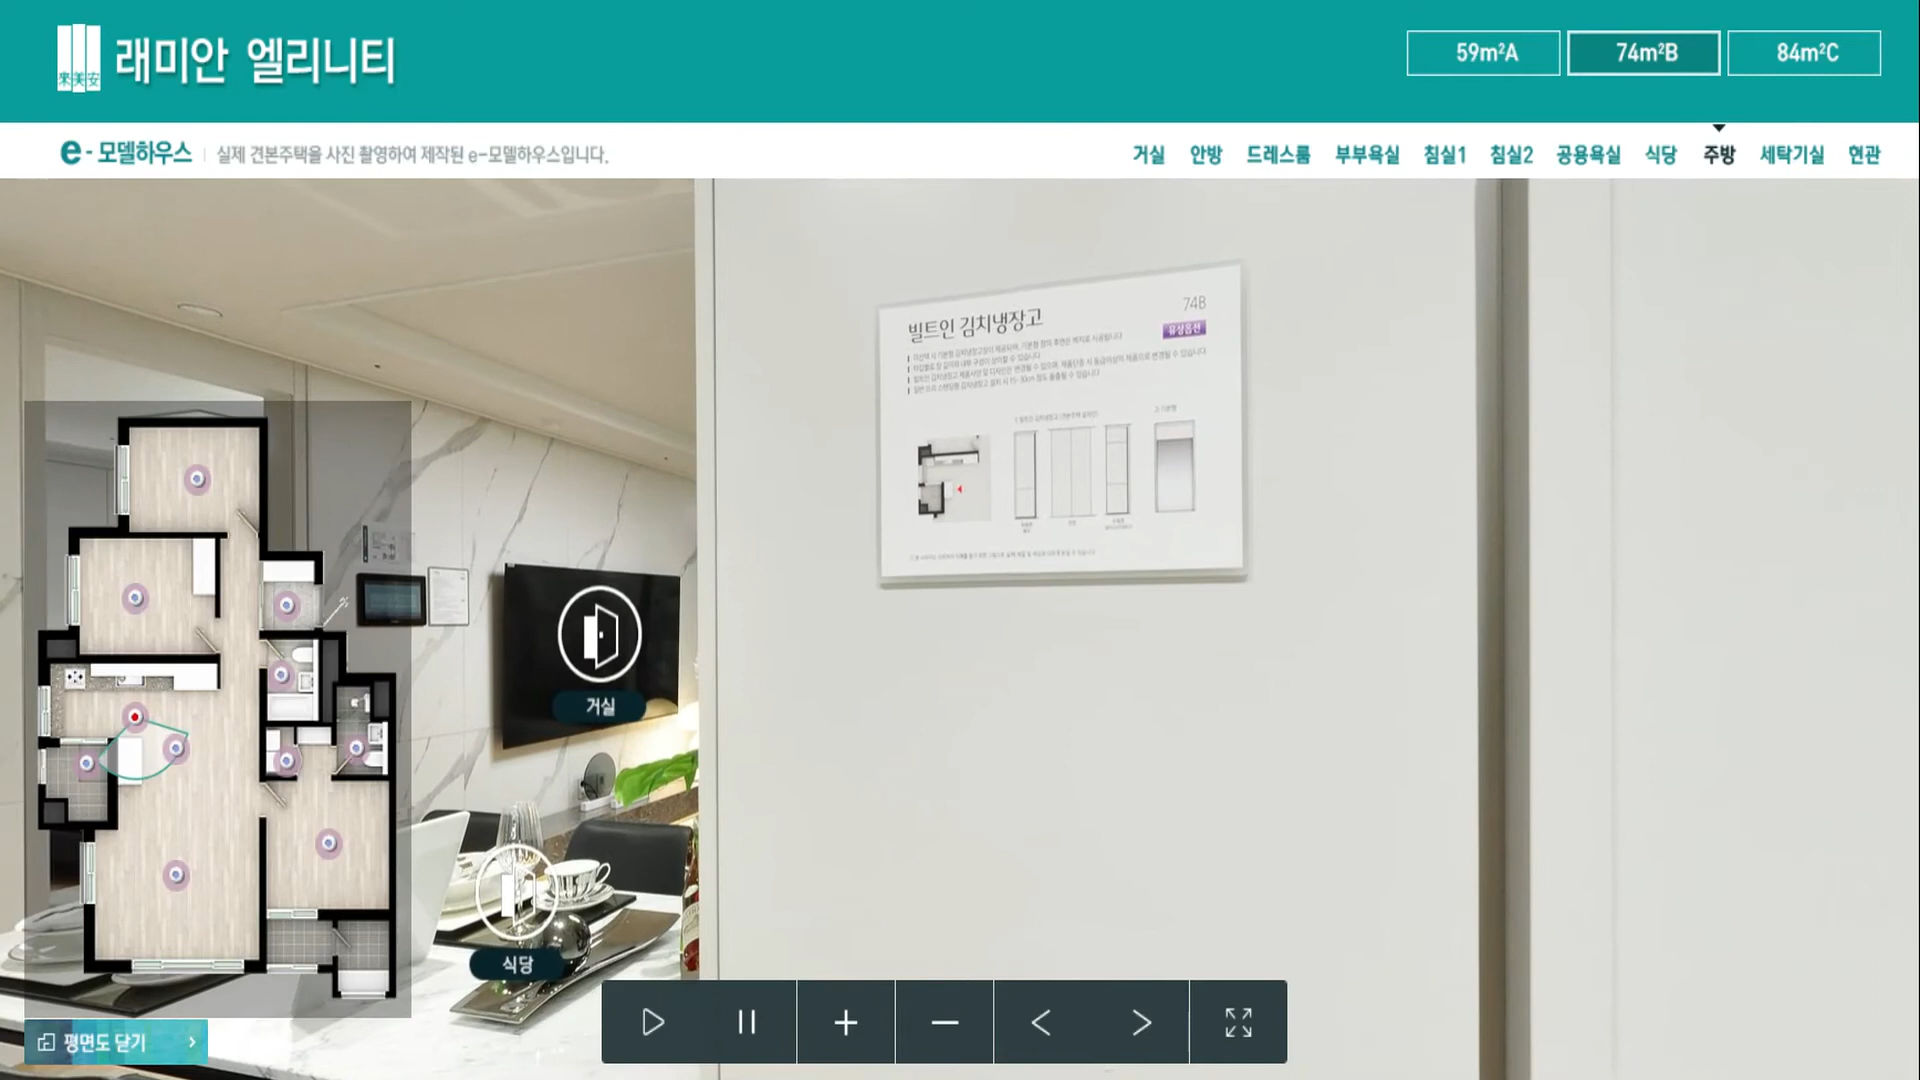 來美安 래미안 엘리니티
59m²A
74m²B
84m²C
e-모델하우스
실제 견본주택을 사진 촬영하여 제작된 e-모델하우스입니다.
거실 안방 드레스룸 부부욕실 침실1 침실2 공용욕실 식당 주방 세탁기실 현관
빌트인 김치냉장고
74B
유상옵션
거실
식당
평면도 닫기